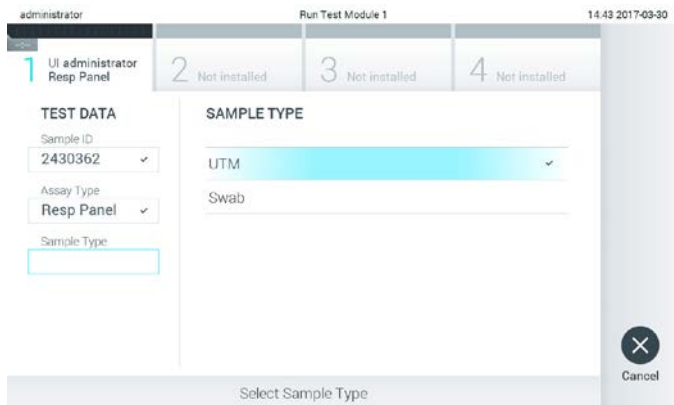 administrator Run Test Module 1 14:43 2017-03-30
1 UI administrator
Resp Panel
2 Not installed
3 Not installed
4 Not installed
TEST DATA
Sample ID
2430362
Assay Type
Resp Panel
Sample Type
SAMPLE TYPE
UTM
Swab
Cancel
Select Sample Type